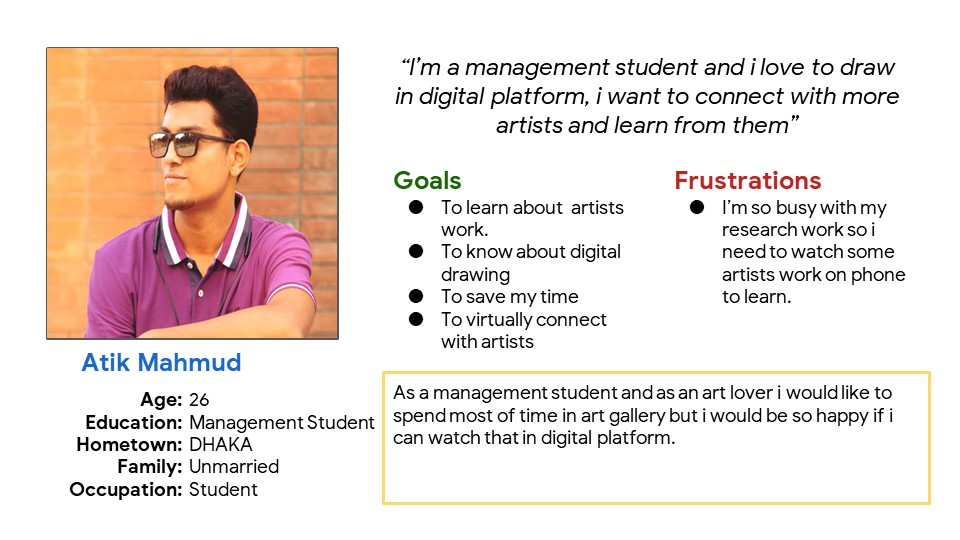 “I’m a management student and i love to draw
in digital platform, i want to connect with more
artists and learn from them”
Goals
● To learn about  artists
work.
● To know about digital
drawing
● To save my time
● To virtually connect
with artists
Frustrations
● I’m so busy with my
research work so i
need to watch some
artists work on phone
to learn.
Atik Mahmud
Age: 26
Education: Management Student
Hometown: DHAKA
Family: Unmarried
Occupation: Student
As a management student and as an art lover i would like to
spend most of time in art gallery but i would be so happy if i
can watch that in digital platform.